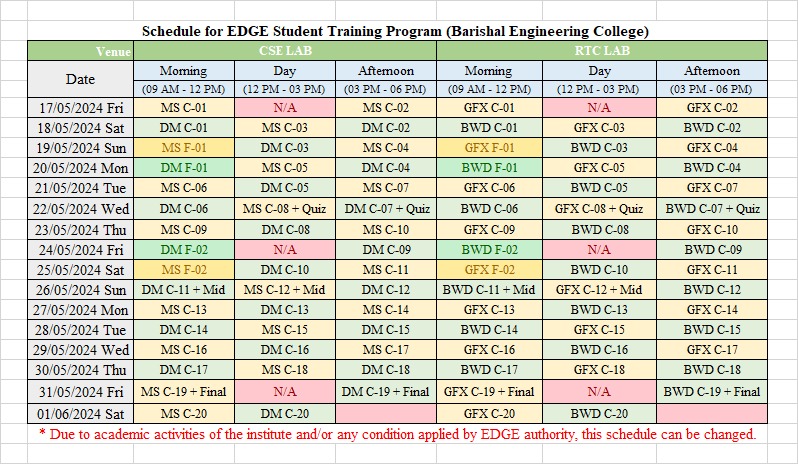 Schedule for EDGE Student Training Program (Barishal Engineering College)
Venue CSE LAB RTC LAB
Date Morning Day Afternoon Morning Day Afternoon
(09 AM - 12 PM) (12 PM - 03 PM) (03 PM - 06 PM) (09 AM - 12 PM) (12 PM - 03 PM) (03 PM - 06 PM)
17/05/2024 Fri MS C-01 N/A MS C-02 GFX C-01 N/A GFX C-02
18/05/2024 Sat DM C-01 MS C-03 DM C-02 BWD C-01 GFX C-03 BWD C-02
19/05/2024 Sun MS F-01 DM C-03 MS C-04 GFX F-01 BWD C-03 GFX C-04
20/05/2024 Mon DM F-01 MS C-05 DM C-04 BWD F-01 GFX C-05 BWD C-04
21/05/2024 Tue MS C-06 DM C-05 MS C-07 GFX C-06 BWD C-05 GFX C-07
22/05/2024 Wed DM C-06 MS C-08 + Quiz DM C-07 + Quiz BWD C-06 GFX C-08 + Quiz BWD C-07 + Quiz
23/05/2024 Thu MS C-09 DM C-08 MS C-10 GFX C-09 BWD C-08 GFX C-10
24/05/2024 Fri DM F-02 N/A DM C-09 BWD F-02 N/A BWD C-09
25/05/2024 Sat MS F-02 DM C-10 MS C-11 GFX F-02 BWD C-10 GFX C-11
26/05/2024 Sun DM C-11 + Mid MS C-12 + Mid DM C-12 BWD C-11 + Mid GFX C-12 + Mid BWD C-12
27/05/2024 Mon MS C-13 DM C-13 MS C-14 GFX C-13 BWD C-13 GFX C-14
28/05/2024 Tue DM C-14 MS C-15 DM C-15 BWD C-14 GFX C-15 BWD C-15
29/05/2024 Wed MS C-16 DM C-16 MS C-17 GFX C-16 BWD C-16 GFX C-17
30/05/2024 Thu DM C-17 MS C-18 DM C-18 BWD C-17 GFX C-18 BWD C-18
31/05/2024 Fri MS C-19 + Final N/A DM C-19 + Final GFX C-19 + Final N/A BWD C-19 + Final
01/06/2024 Sat MS C-20 DM C-20 GFX C-20 BWD C-20
* Due to academic activities of the institute and/or any condition applied by EDGE authority, this schedule can be changed.